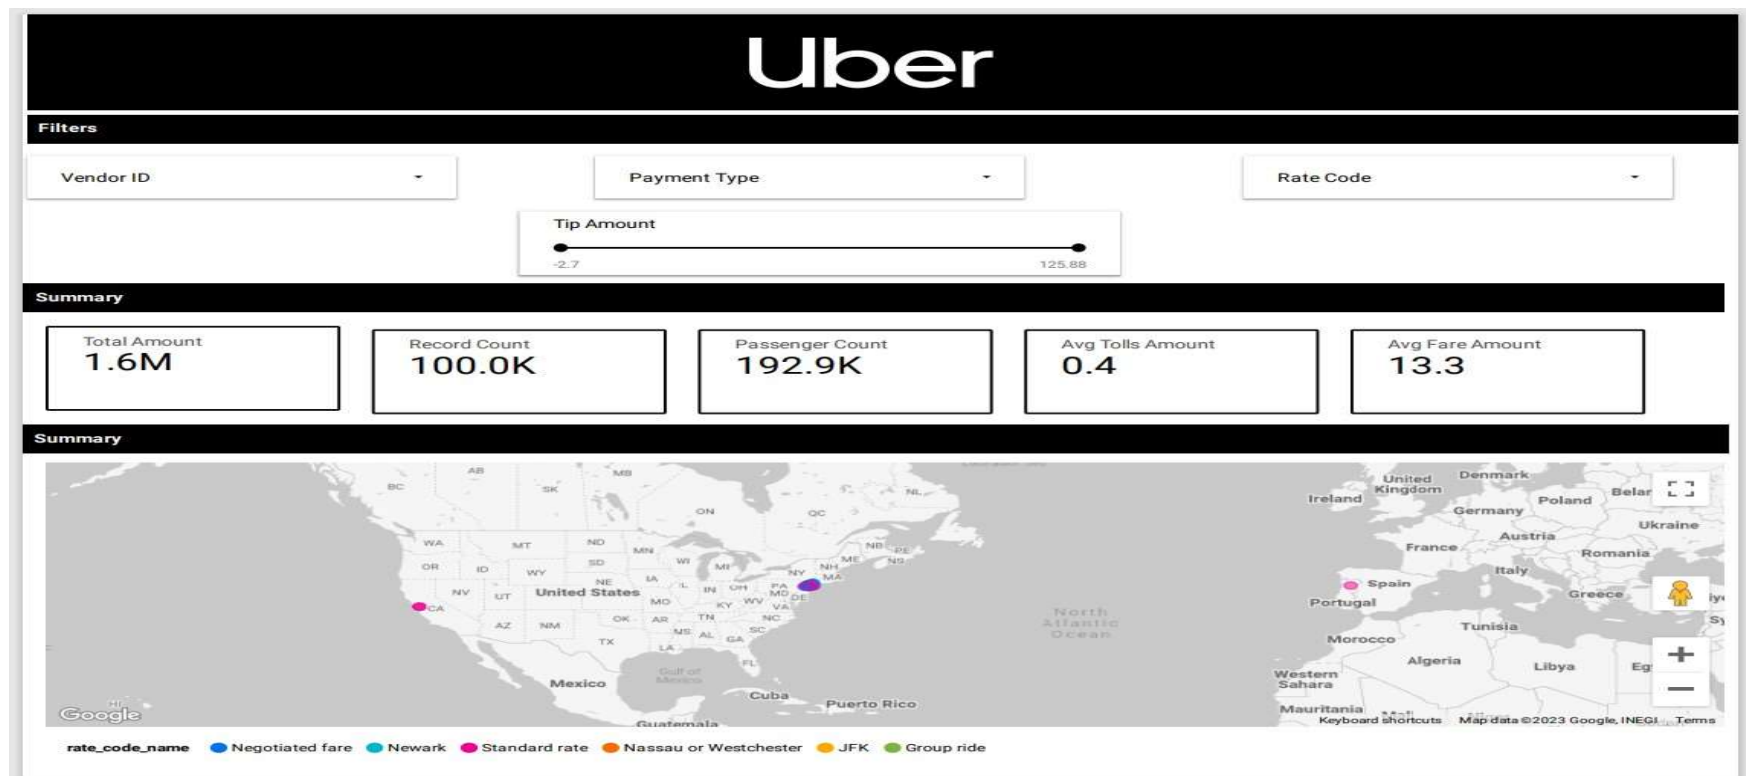 Uber
Filters
Vendor ID
Payment Type
Rate Code
Tip Amount
-2.7 125.88
Summary
Total Amount
1.6M
Record Count
100.0K
Passenger Count
192.9K
Avg Tolls Amount
0.4
Avg Fare Amount
13.3
Summary
AB
MB
BC
SK
NL
ON
QC
WA
MT
ND
MN
NB
PE
OR
ID
SD
WI
MI
NY
NH
ME
NS
WY
MA
NV
UT
NE
IA
IL
IN
OH
PA
MD
DE
United States
CA
MO
KY
WV
VA
AZ
NM
OK
AR
TN
NC
TX
MS
AL
GA
SC
LA
FL
Gulf of
Mexico
Mexico
Cuba
Puerto Rico
Guatemala
HI
Google
North
Atlantic
Ocean
United
Kingdom
Ireland
Denmark
Poland
Belar
Germany
Ukraine
Austria
France
Romania
Italy
Spain
Portugal
Greece
Tunisia
Morocco
Algeria
Libya
Eg
Western
Sahara
Mauritania
Keyboard shortcuts Map data ©2023 Google, INEGI Terms
rate_code_name Negotiated fare Newark Standard rate Nassau or Westchester JFK Group ride